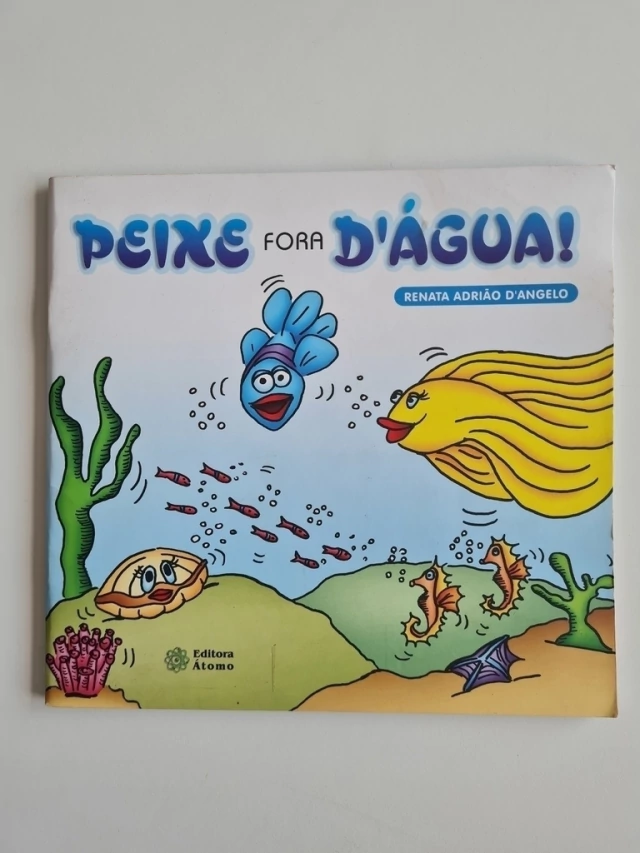 PEIXE FORA D'ÁGUA!
RENATA ADRIÃO D'ANGELO
Editora
Átomo